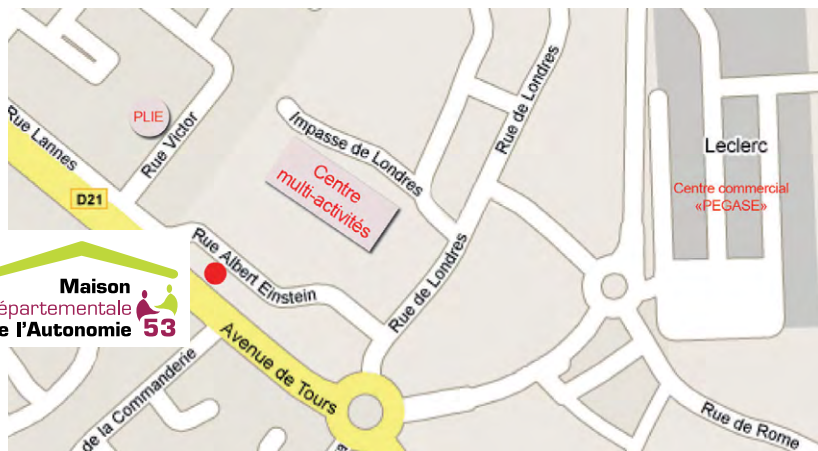 PLIE
Rue Lannes
Rue Victor
D21
Impasse de Londres
Rue de Londres
Centre
multi-activités
Leclerc
Centre commercial
«PEGASE»
Rue Albert Einstein
Rue de Londres
Maison
épartementale
e l'Autonomie 53
Avenue de Tours
de la Commanderie
Rue de Rome